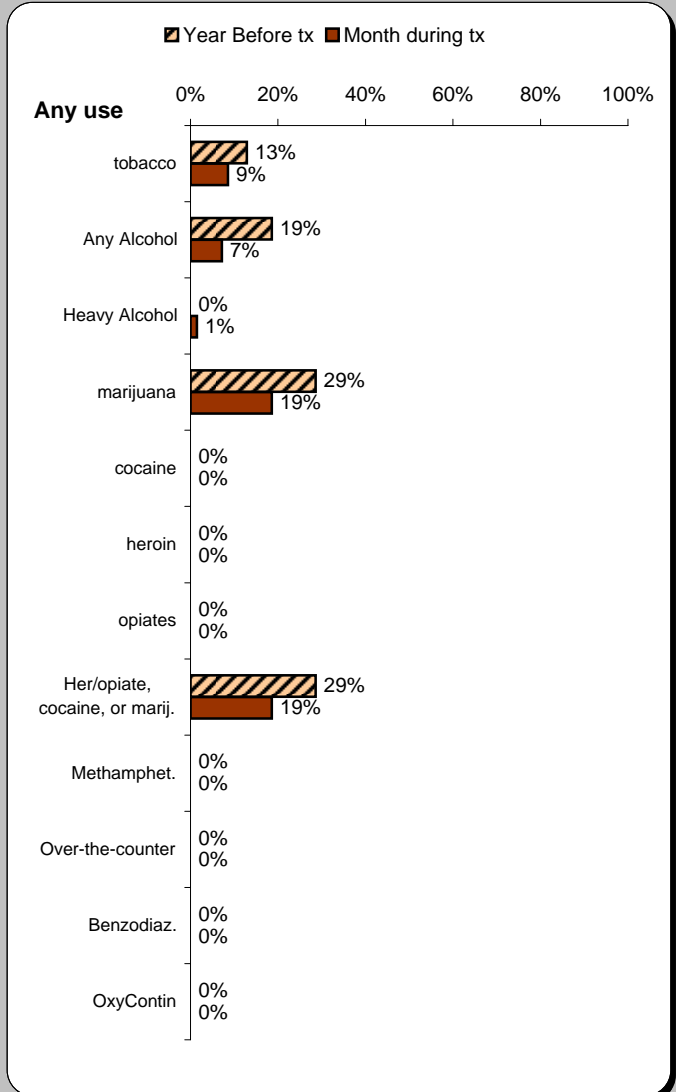 Year Before tx Month during tx
Any use
0% 20% 40% 60% 80% 100%
tobacco
13%
9%
Any Alcohol
19%
7%
Heavy Alcohol
0%
1%
marijuana
29%
19%
cocaine
0%
0%
heroin
0%
0%
opiates
0%
0%
Her/opiate,
cocaine, or marij.
29%
19%
Methamphet.
0%
0%
Over-the-counter
0%
0%
Benzodiaz.
0%
0%
OxyContin
0%
0%